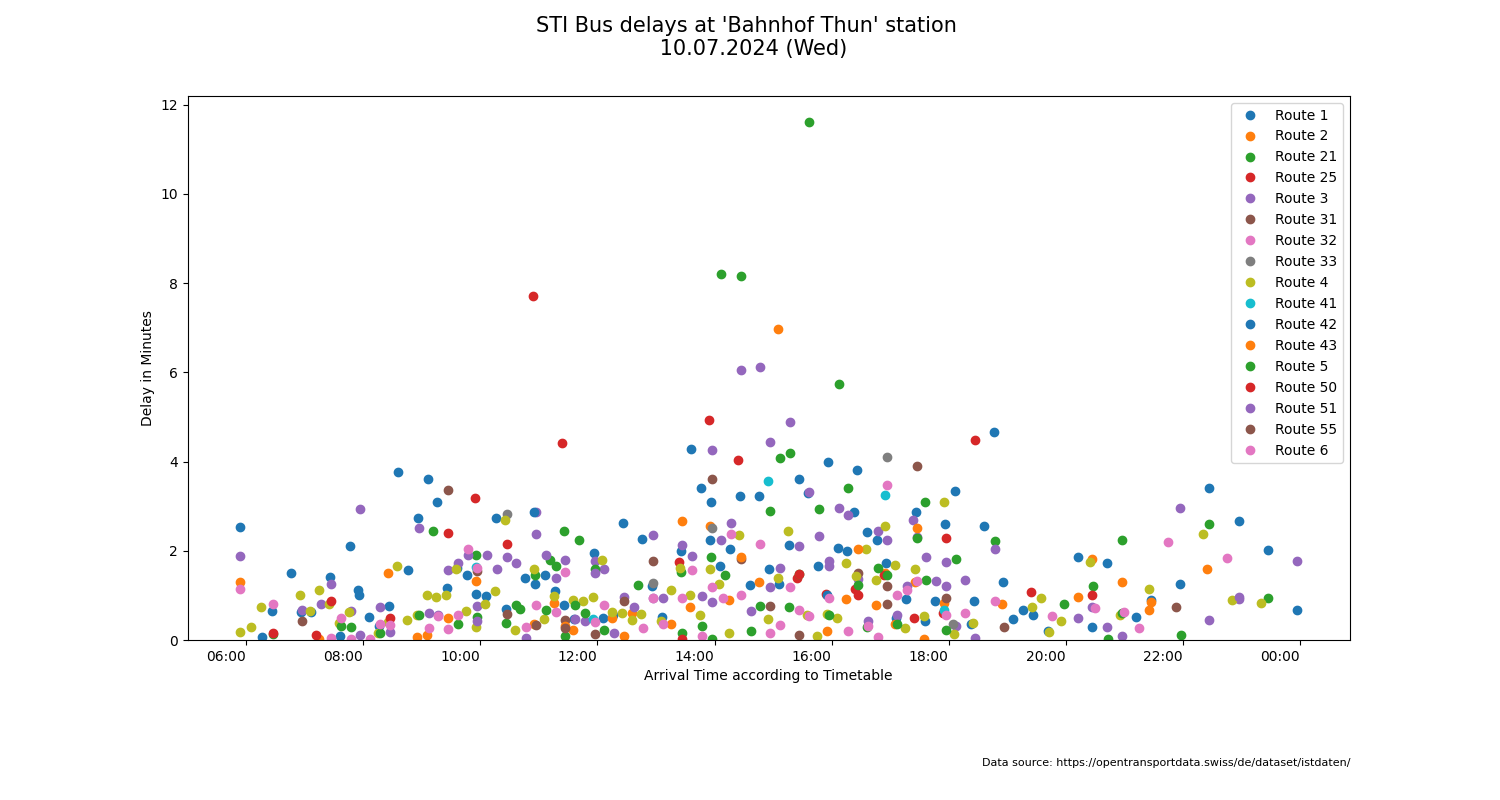 STI Bus delays at 'Bahnhof Thun' station
10.07.2024 (Wed)
12
10
8
6
4
2
0
Delay in Minutes
Route 1
Route 2
Route 21
Route 25
Route 3
Route 31
Route 32
Route 33
Route 4
Route 41
Route 42
Route 43
Route 5
Route 50
Route 51
Route 55
Route 6
06:00 08:00 10:00 12:00 14:00 16:00 18:00 20:00 22:00 00:00
Arrival Time according to Timetable
Data source: https://opentransportdata.swiss/de/dataset/istdaten/